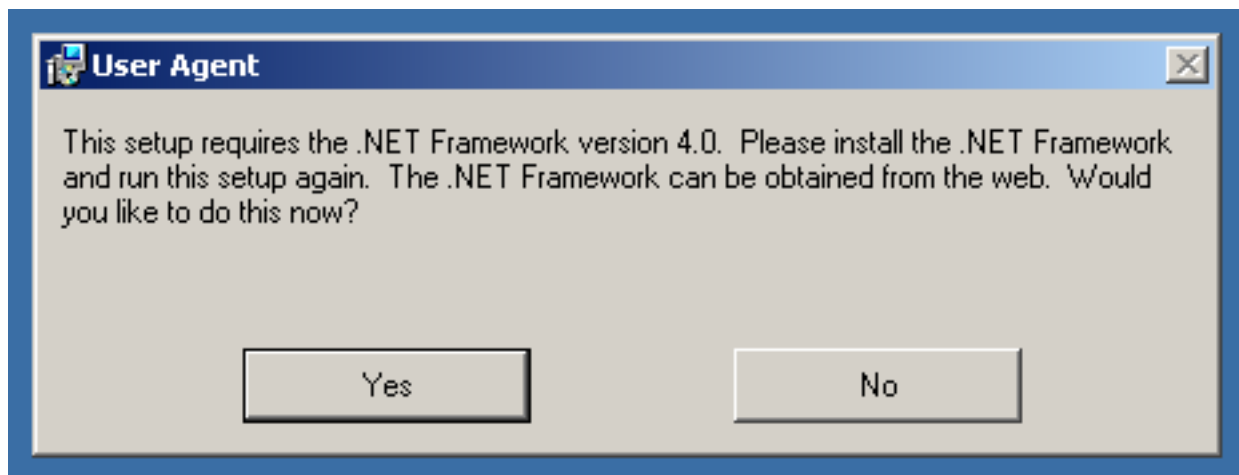 User Agent
This setup requires the .NET Framework version 4.0.  Please install the .NET Framework
and run this setup again.  The .NET Framework can be obtained from the web.  Would
you like to do this now?
Yes No